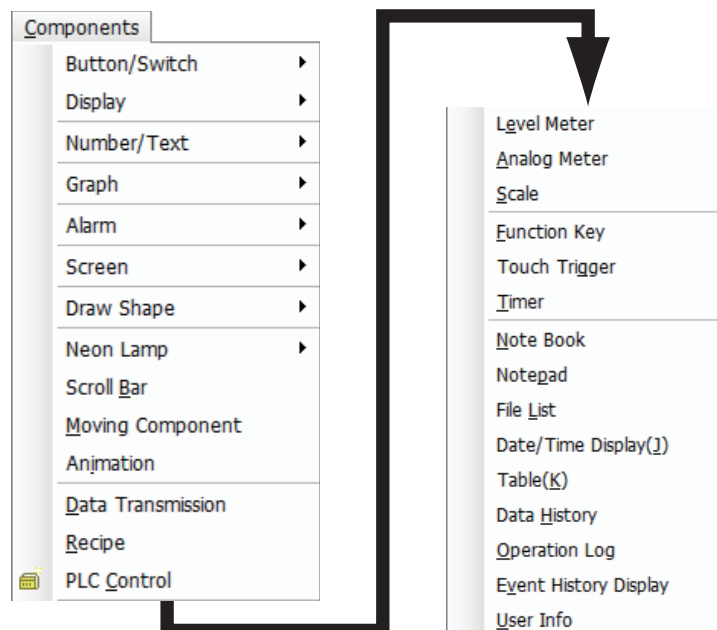 Components
Button/Switch
Display
Number/Text
Graph
Alarm
Screen
Draw Shape
Neon Lamp
Scroll Bar
Moving Component
Animation
Data Transmission
Recipe
PLC Control
Level Meter
Analog Meter
Scale
Function Key
Touch Trigger
Timer
Note Book
Notepad
File List
Date/Time Display(J)
Table(K)
Data History
Operation Log
Event History Display
User Info